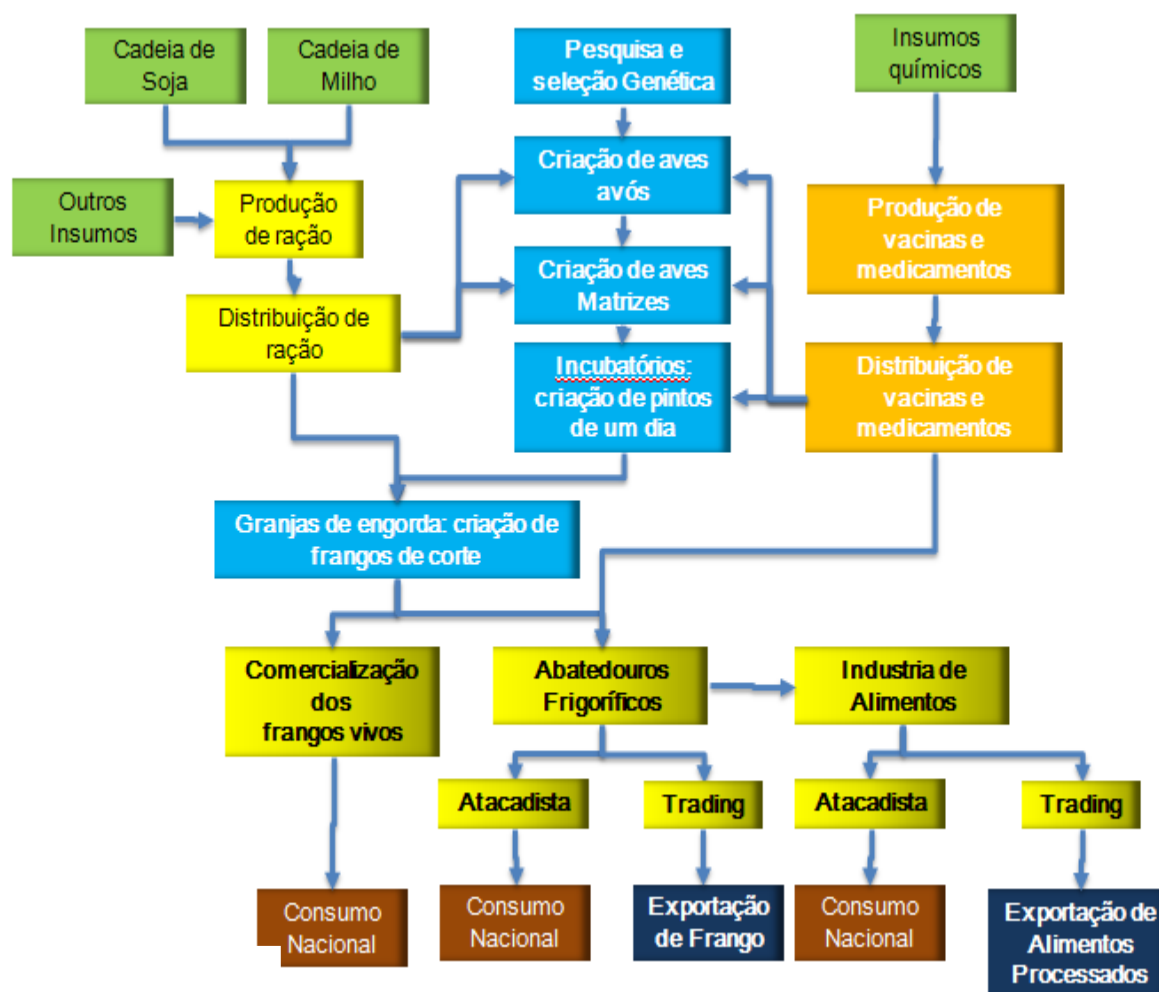 Cadeia de
Soja
Cadeia de
Milho
Pesquisa e
seleção Genética
Insumos
químicos
Criação de aves
avós
Outros
Insumos
Produção
de ração
Produção de
vacinas e
medicamentos
Criação de aves
Matrizes
Distribuição de
ração
Incubatórios:
criação de pintos
de um dia
Distribuição de
vacinas e
medicamentos
Granjas de engorda: criação de
frangos de corte
Comercialização
dos
frangos vivos
Abatedouros
Frigoríficos
Industria de
Alimentos
Atacadista
Trading
Atacadista
Trading
Consumo
Nacional
Consumo
Nacional
Exportação
de Frango
Consumo
Nacional
Exportação de
Alimentos
Processados